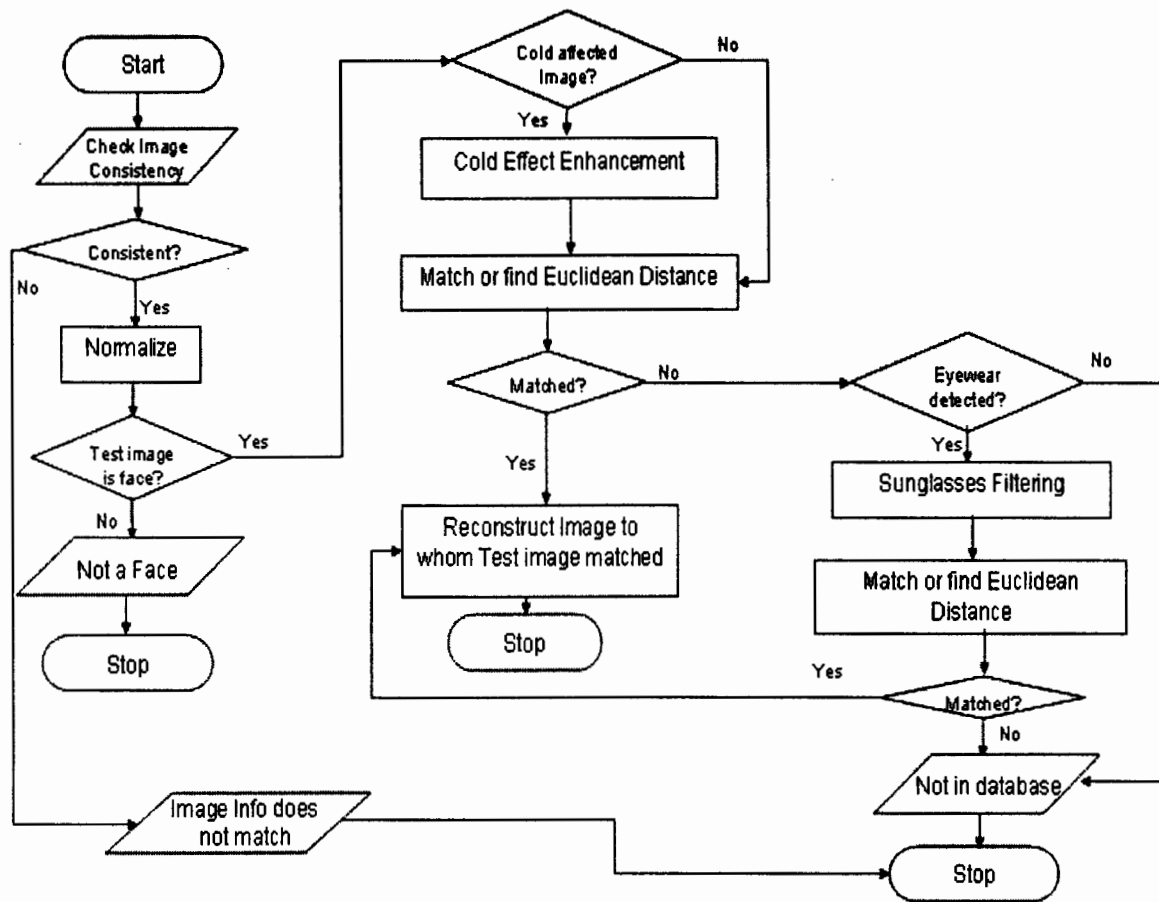 Start
Check Image
Consistency
Consistent?
No
Yes
Normalize
Test image
is face?
Yes
No
Not a Face
Stop
Image Info does
not match
Cold affected
Image?
No
Yes
Cold Effect Enhancement
Match or find Euclidean Distance
Matched?
No
Yes
Reconstruct Image to
whom Test image matched
Stop
Eyewear
detected?
No
Yes
Sunglasses Filtering
Match or find Euclidean
Distance
Yes
Matched?
No
Not in database
Stop